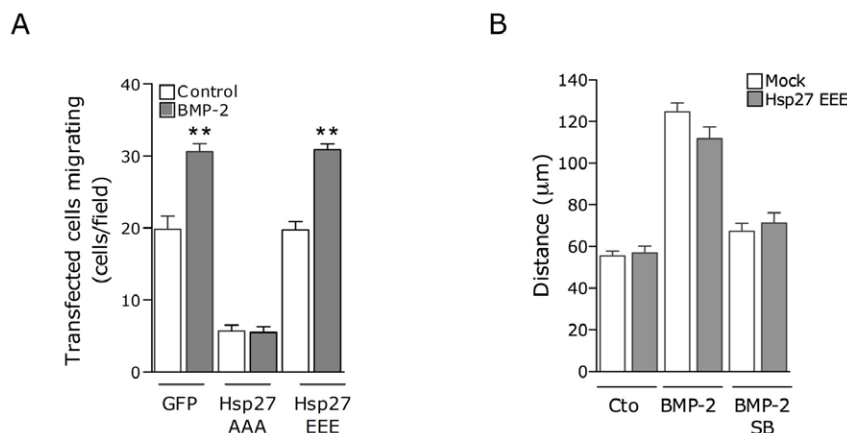 A
Transfected cells migrating
(cells/field)
40
30
20
10
0
Control
BMP-2
**
**
GFP
Hsp27
AAA
Hsp27
EEE
B
Distance (μm)
140
120
100
80
60
40
20
0
Mock
Hsp27 EEE
Cto
BMP-2
BMP-2
SB